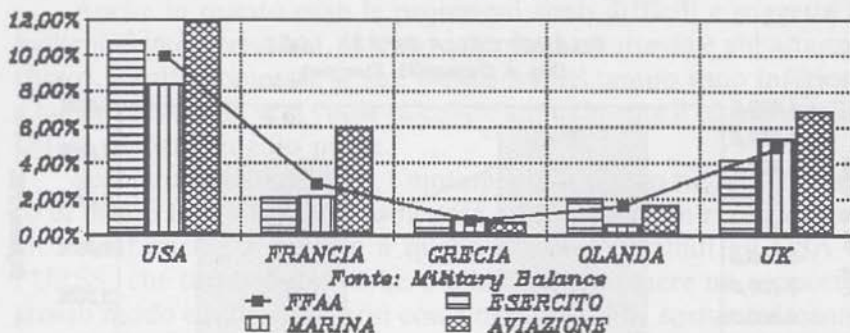 12,00%
10,00%
8,00%
6,00%
4,00%
2,00%
0,00%
USA FRANCIA GRECIA OLANDA UK
Fonte: Military Balance
FFAA ESERCITO
MARINA AVIAZIONE